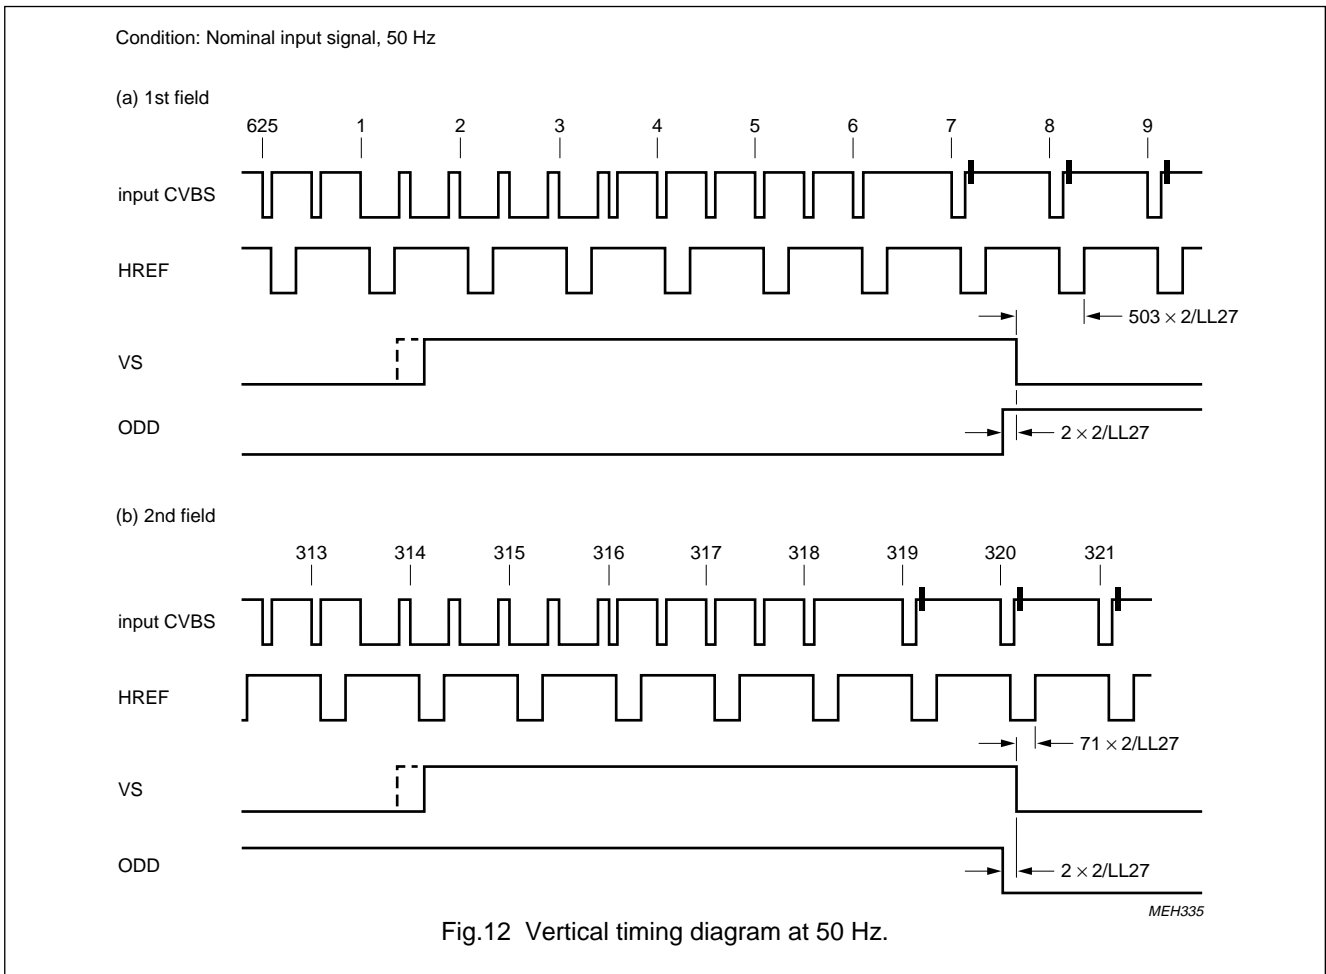 Condition: Nominal input signal, 50 Hz
(a) 1st field
625 1 2 3 4 5 6 7 8 9
input CVBS
HREF
503 × 2/LL27
VS
ODD
2 × 2/LL27
(b) 2nd field
313 314 315 316 317 318 319 320 321
input CVBS
HREF
71 × 2/LL27
VS
ODD
2 × 2/LL27
MEH335
Fig.12 Vertical timing diagram at 50 Hz.